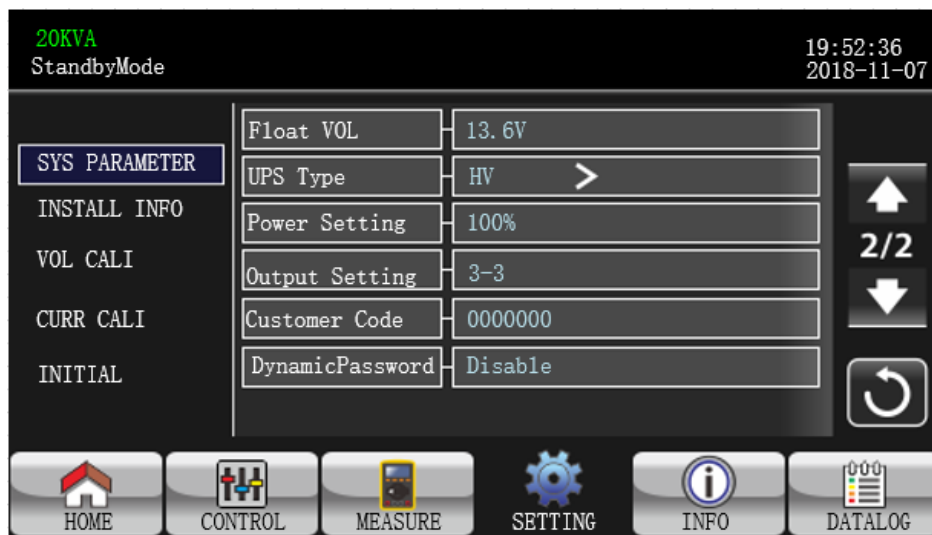 20KVA
StandbyMode
19:52:36
2018-11-07
SYS PARAMETER
INSTALL INFO
VOL CALI
CURR CALI
INITIAL
Float VOL 13.6V
UPS Type HV >
Power Setting 100%
Output Setting 3-3
Customer Code 0000000
DynamicPassword Disable
2/2
HOME CONTROL MEASURE SETTING INFO DATALOG